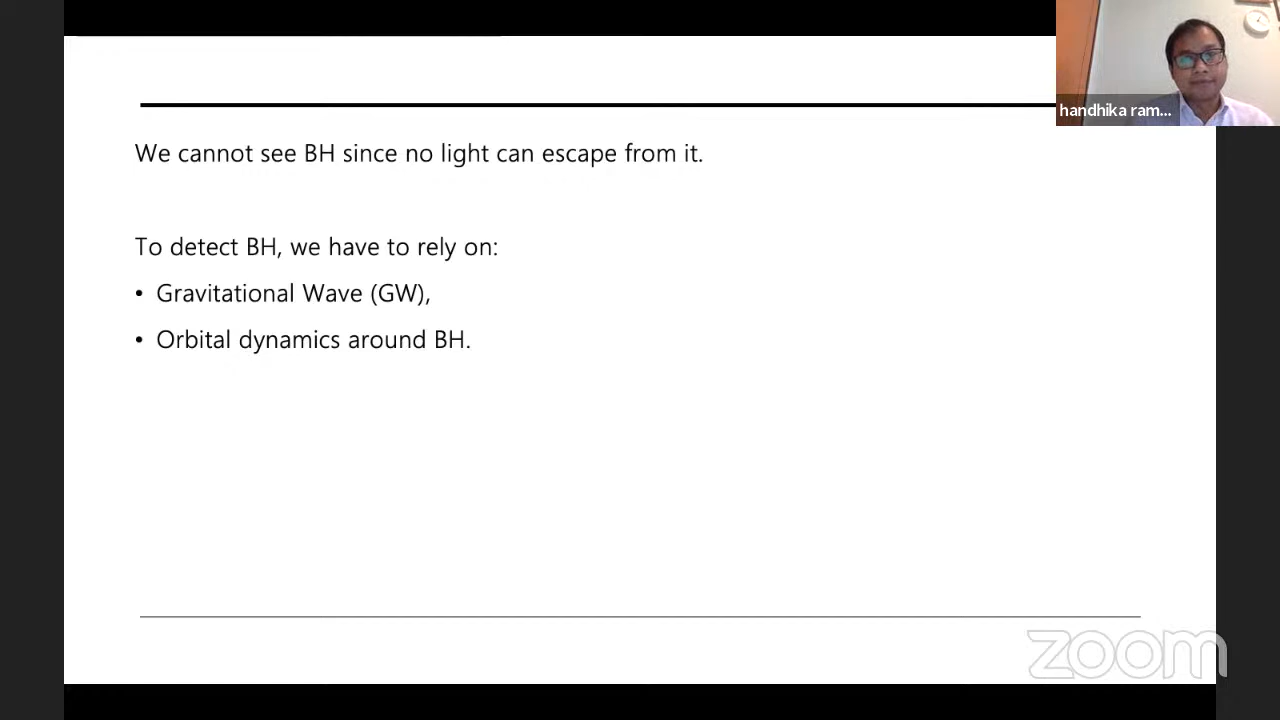 handhika ram...
We cannot see BH since no light can escape from it.
To detect BH, we have to rely on:
• Gravitational Wave (GW),
• Orbital dynamics around BH.
zoom